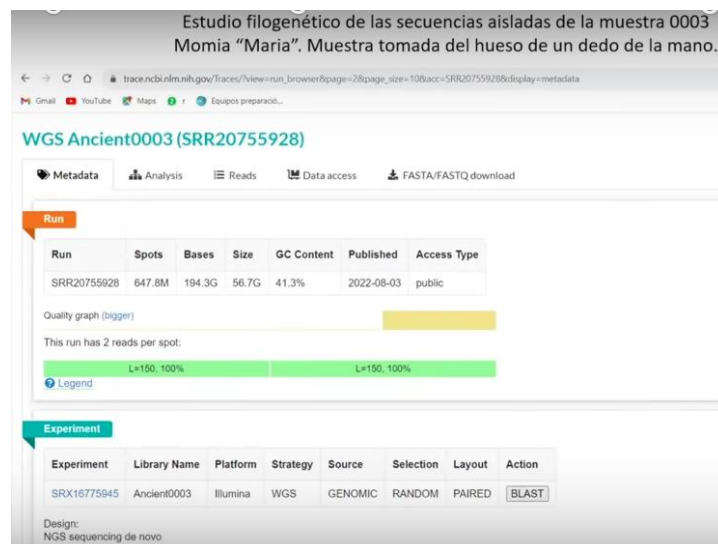 Estudio filogenético de las secuencias aisladas de la muestra 0003
Momia “Maria”. Muestra tomada del hueso de un dedo de la mano.
trace.ncbi.nlm.nih.gov/Traces/?view=run_browser&page=2&page_size=10&acc=SRR20755928&display=metadata
Gmail YouTube Maps r Equipos preparació...
WGS Ancient0003 (SRR20755928)
Metadata Analysis Reads Data access FASTA/FASTQ download
Run
Run Spots Bases Size GC Content Published Access Type
SRR20755928 647.8M 194.3G 56.7G 41.3% 2022-08-03 public
Quality graph (bigger)
This run has 2 reads per spot:
L=150, 100% L=150, 100%
Legend
Experiment
Experiment Library Name Platform Strategy Source Selection Layout Action
SRX16775945 Ancient0003 Illumina WGS GENOMIC RANDOM PAIRED BLAST
Design:
NGS sequencing de novo